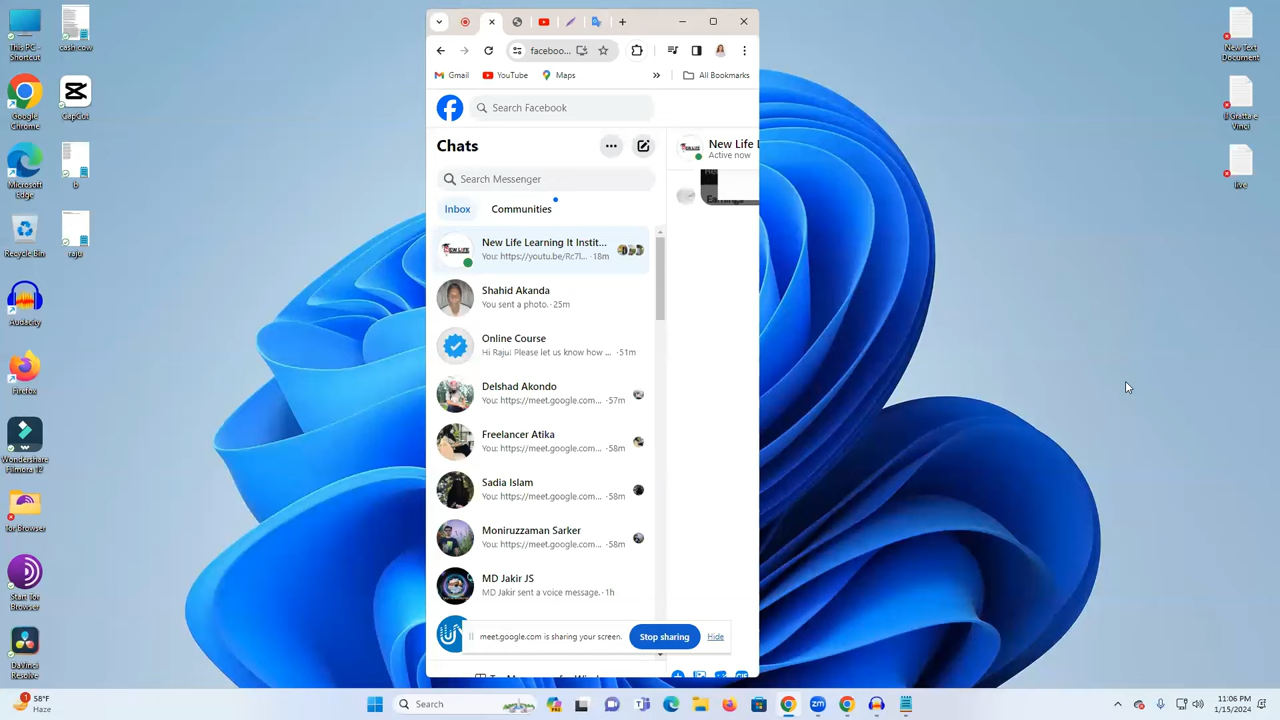 This PC -
Shortcut
cash cow
Google
Chrome
CapCut
Microsoft
Edge
b
Recycle Bin
raju
Audacity
Firefox
Wondershare
Filmora 12
Tor Browser
Start Tor
Browser
DaVinci
New Text
Document
Vinci
live
faceboo...
Gmail
YouTube
Maps
All Bookmarks
Search Facebook
Chats
Search Messenger
Inbox
Communities
New Life Learning It Instit...
You: https://youtu.be/Rc7l... · 18m
Shahid Akanda
You sent a photo. · 25m
Online Course
Hi Raju! Please let us know how ... · 51m
Delshad Akondo
You: https://meet.google.com... · 57m
Freelancer Atika
You: https://meet.google.com... · 58m
Sadia Islam
You: https://meet.google.com... · 58m
Moniruzzaman Sarker
You: https://meet.google.com... · 58m
MD Jakir JS
MD Jakir sent a voice message. · 1h
New Life
Active now
meet.google.com is sharing your screen.
Stop sharing
Hide
58°F
Haze
Search
zm
11:06 PM
1/15/2024